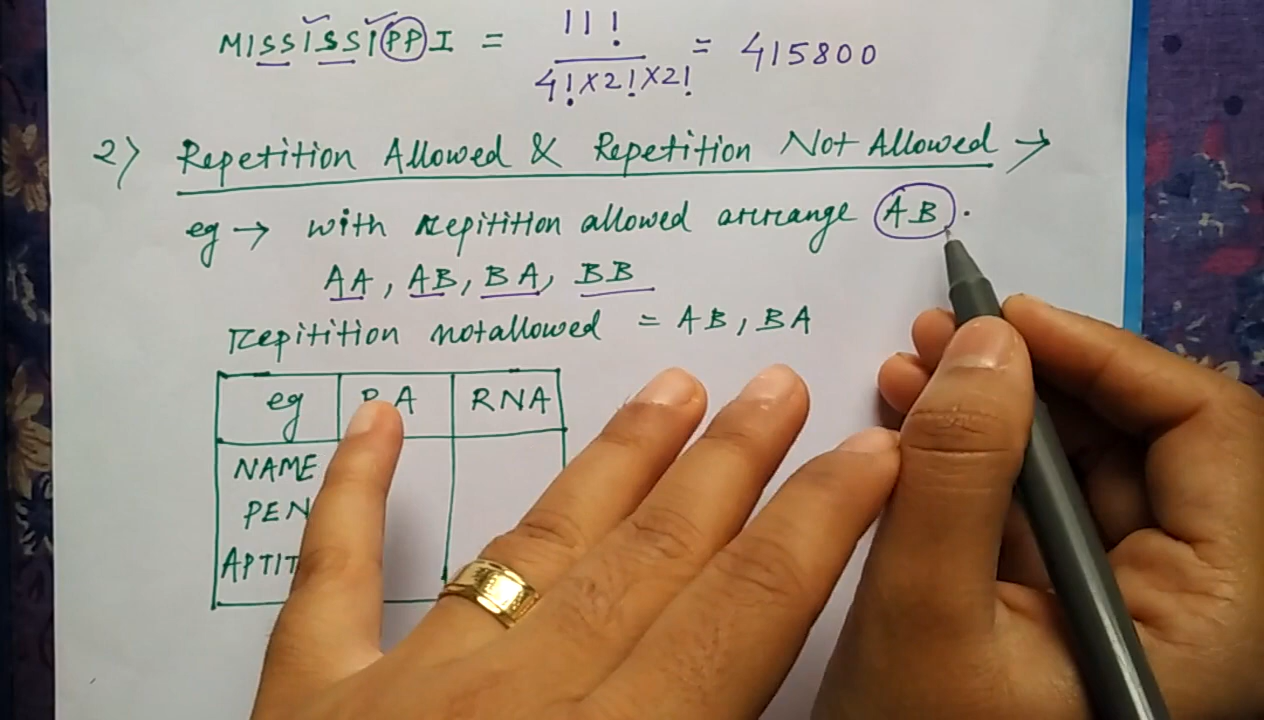 MISSISSIPPI = 11! / 4!×2!×2! = 415800
2) Repetition Allowed & Repetition Not Allowed →
eg → with repitition allowed arrange AB.
AA, AB, BA, BB
repitition notallowed = AB, BA
eg A RNA
NAME
PEN
APTIT